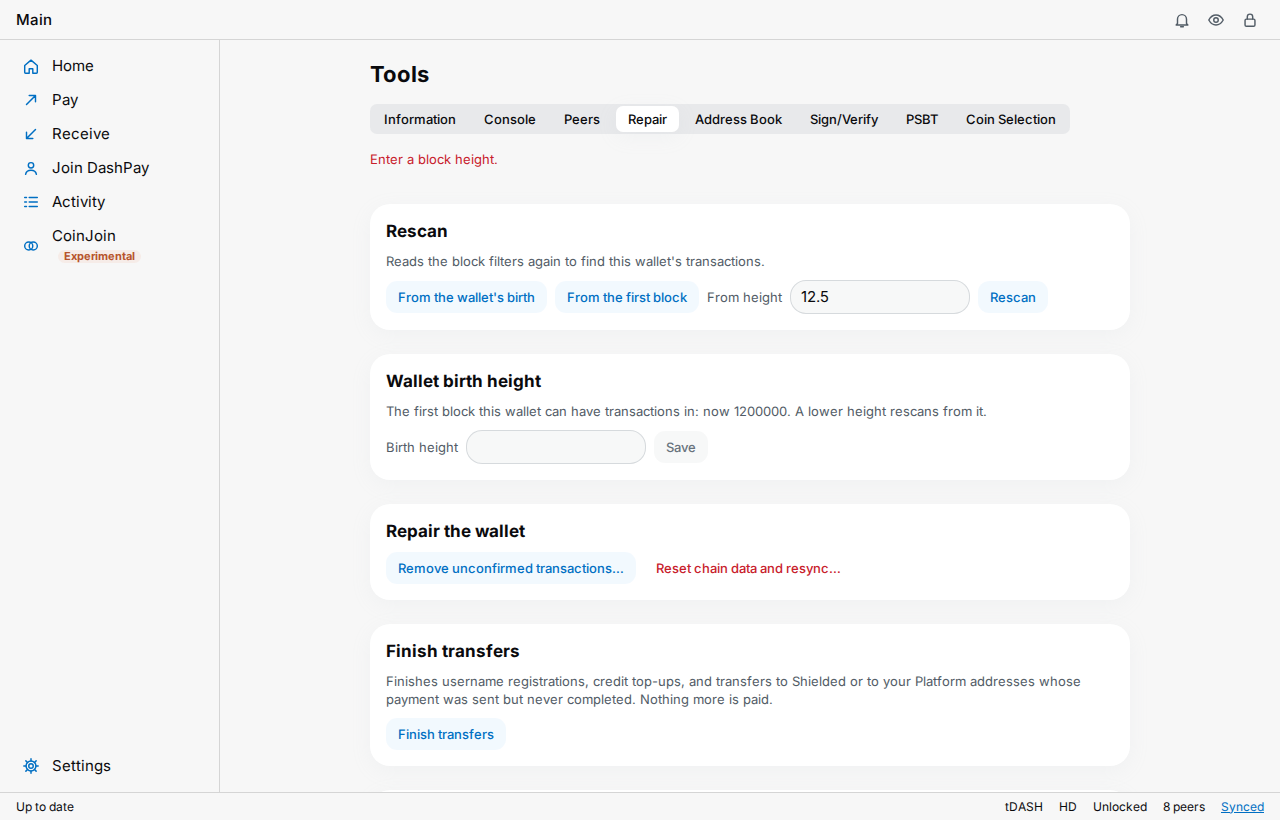 Main
Home
Pay
Receive
Join DashPay
Activity
CoinJoin
Experimental
Settings
Tools
Information Console Peers Repair Address Book Sign/Verify PSBT Coin Selection
Enter a block height.
Rescan
Reads the block filters again to find this wallet's transactions.
From the wallet's birth From the first block From height 12.5 Rescan
Wallet birth height
The first block this wallet can have transactions in: now 1200000. A lower height rescans from it.
Birth height Save
Repair the wallet
Remove unconfirmed transactions... Reset chain data and resync...
Finish transfers
Finishes username registrations, credit top-ups, and transfers to Shielded or to your Platform addresses whose
payment was sent but never completed. Nothing more is paid.
Finish transfers
Up to date tDASH HD Unlocked 8 peers Synced